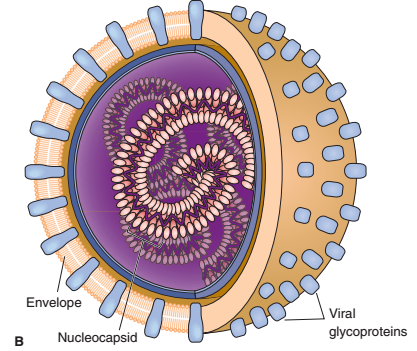 Envelope
Nucleocapsid
Viral
glycoproteins
B